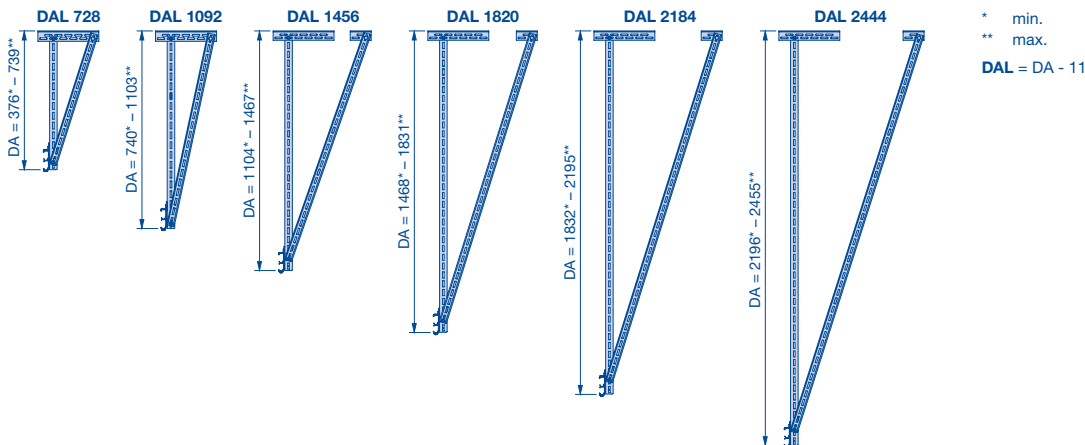 DAL 728
DAL 1092
DAL 1456
DAL 1820
DAL 2184
DAL 2444
* min.
** max.
DAL = DA - 11
DA = 376* – 739**
DA = 740* – 1103**
DA = 1104* – 1467**
DA = 1468* – 1831**
DA = 1832* – 2195**
DA = 2196* – 2455**